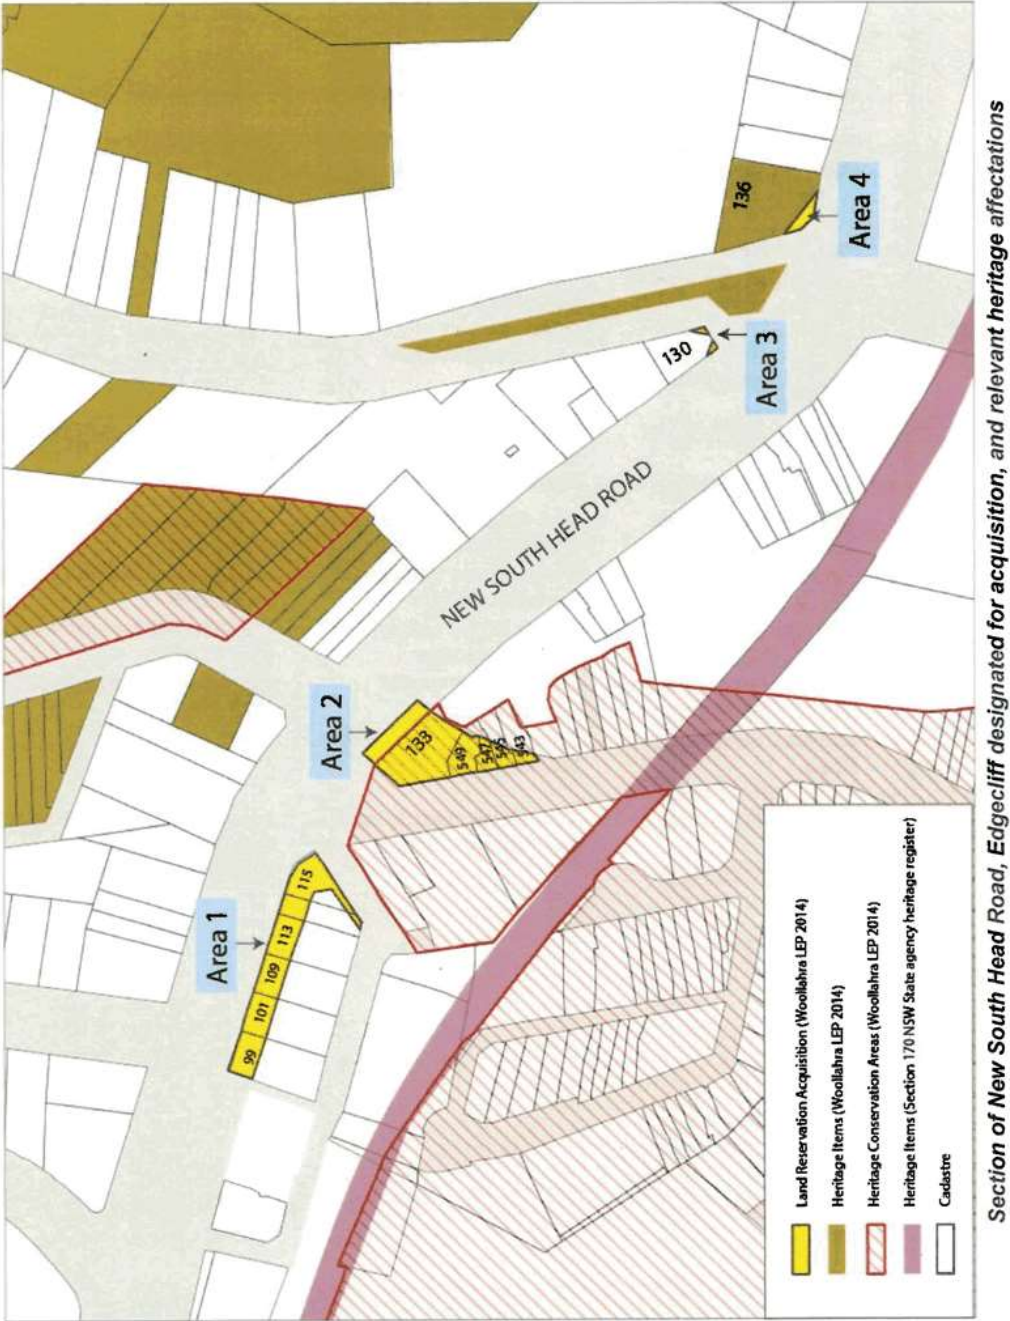 Area 1
99
101
109
113
115
Area 2
133
549
547
545
543
NEW SOUTH HEAD ROAD
Area 3
130
Area 4
136
Land Reservation Acquisition (Woollahra LEP 2014)
Heritage Items (Woollahra LEP 2014)
Heritage Conservation Areas (Woollahra LEP 2014)
Heritage Items (Section 170 NSW State agency heritage register)
Cadastre
Section of New South Head Road, Edgecliff designated for acquisition, and relevant heritage affectations